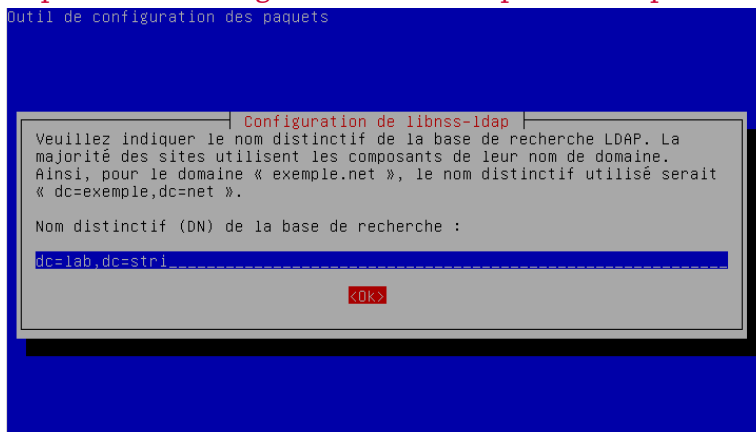 Outil de configuration des paquets
Configuration de libnss-ldap
Veuillez indiquer le nom distinctif de la base de recherche LDAP. La
majorité des sites utilisent les composants de leur nom de domaine.
Ainsi, pour le domaine « exemple.net », le nom distinctif utilisé serait
« dc=exemple,dc=net ».
Nom distinctif (DN) de la base de recherche :
dc=lab,dc=stri
<Ok>